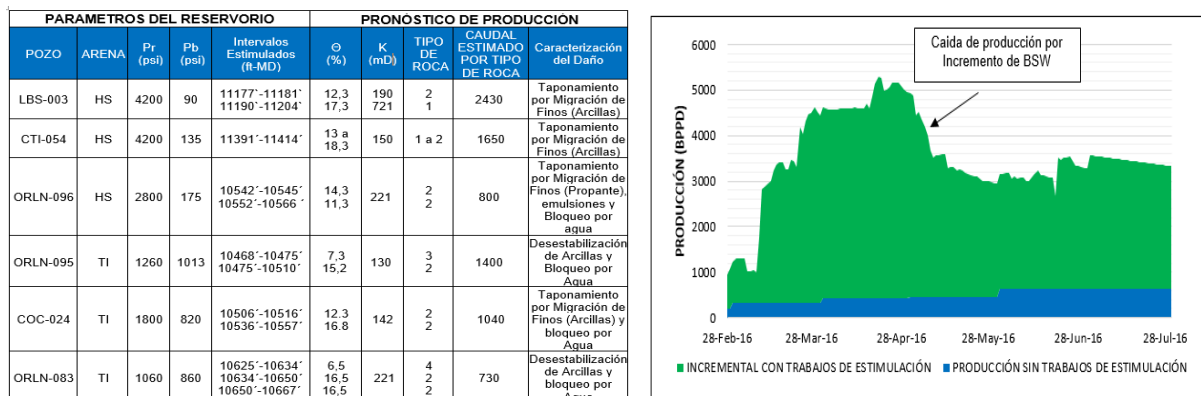 PARAMETROS DEL RESERVORIO PRONÓSTICO DE PRODUCCIÓN
POZO ARENA Pr (psi) Pb (psi) Intervalos Estimulados (ft-MD) Θ (%) K (mD) TIPO DE ROCA CAUDAL ESTIMADO POR TIPO DE ROCA Caracterización del Daño
LBS-003 HS 4200 90 11177´-11181´ 12,3 190 2 2430 Taponamiento por Migración de Finos (Arcillas)
11190´-11204´ 17,3 721 1
CTI-054 HS 4200 135 11391´-11414´ 13 a 18,3 150 1 a 2 1650 Taponamiento por Migración de Finos (Arcillas)
ORLN-096 HS 2800 175 10542´-10545´ 14,3 221 2 800 Taponamiento por Migración de Finos (Propante), emulsiones y Bloqueo por agua
10552´-10566 ´ 11,3 2
ORLN-095 TI 1260 1013 10468´-10475´ 7,3 130 3 1400 Desestabilización de Arcillas y Bloqueo por Agua
10475´-10510´ 15,2 2
COC-024 TI 1800 820 10506´-10516´ 12.3 142 2 1040 Taponamiento por Migración de Finos (Arcillas) y bloqueo por Agua
10536´-10557´ 16.8 2
ORLN-083 TI 1060 860 10625´-10634´ 6,5 221 4 730 Desestabilización de Arcillas y bloqueo por
10634´-10650´ 16,5 2
10650´-10667´ 16,5 2
Caida de producción por
Incremento de BSW
PRODUCCIÓN (BPPD)
6000
5000
4000
3000
2000
1000
0
28-Feb-16 28-Mar-16 28-Apr-16 28-May-16 28-Jun-16 28-Jul-16
INCREMENTAL CON TRABAJOS DE ESTIMULACIÓN PRODUCCIÓN SIN TRABAJOS DE ESTIMULACIÓN